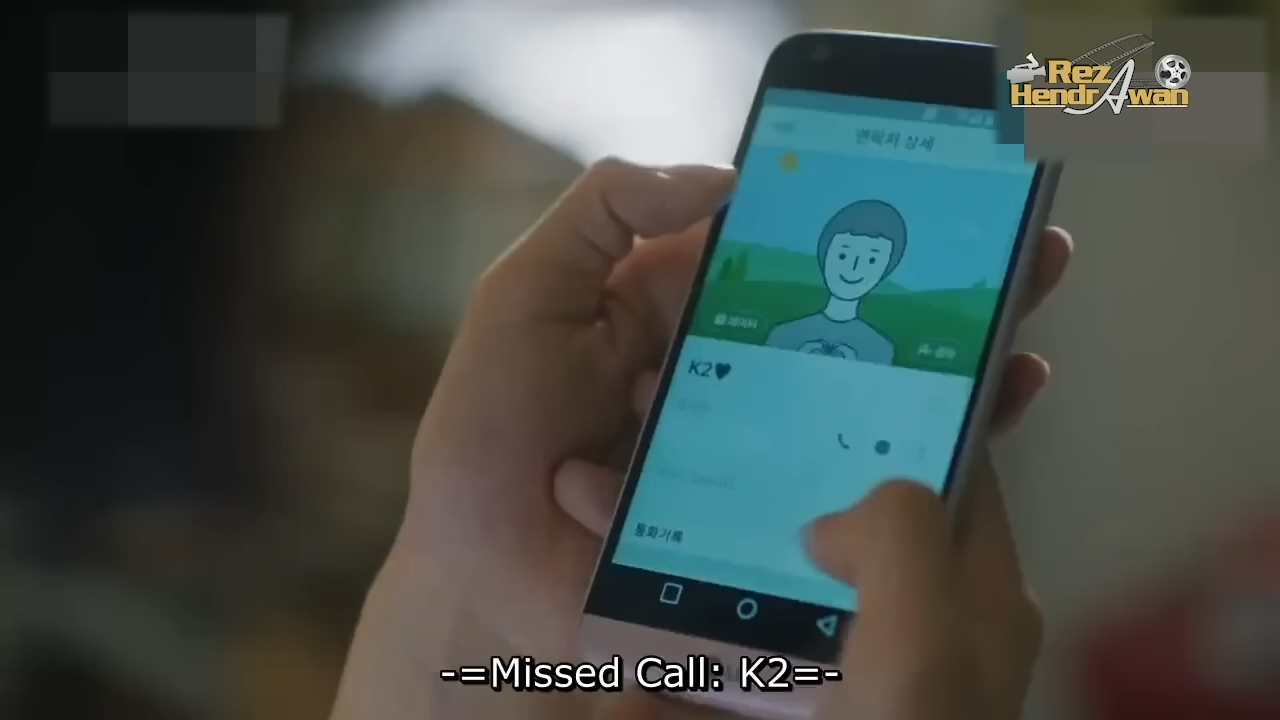 Rez
HendrAwan
연락처 상세
K2♥
통화기록
-=Missed Call: K2=-